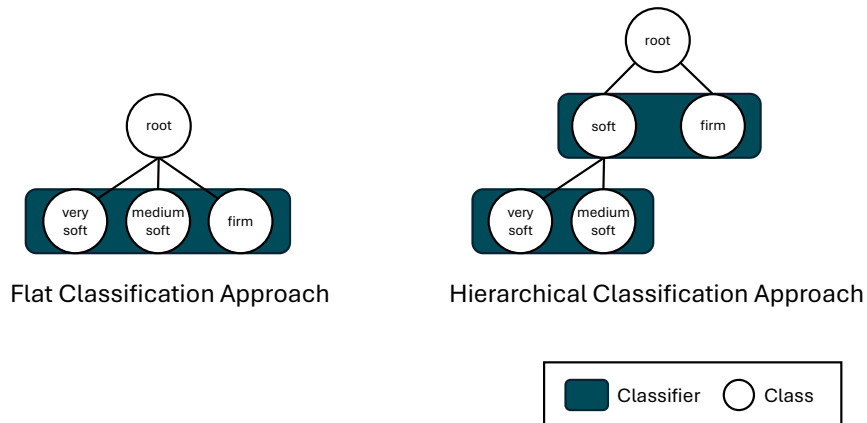 root
very
soft
medium
soft
firm
Flat Classification Approach
root
soft
firm
very
soft
medium
soft
Hierarchical Classification Approach
Classifier
Class